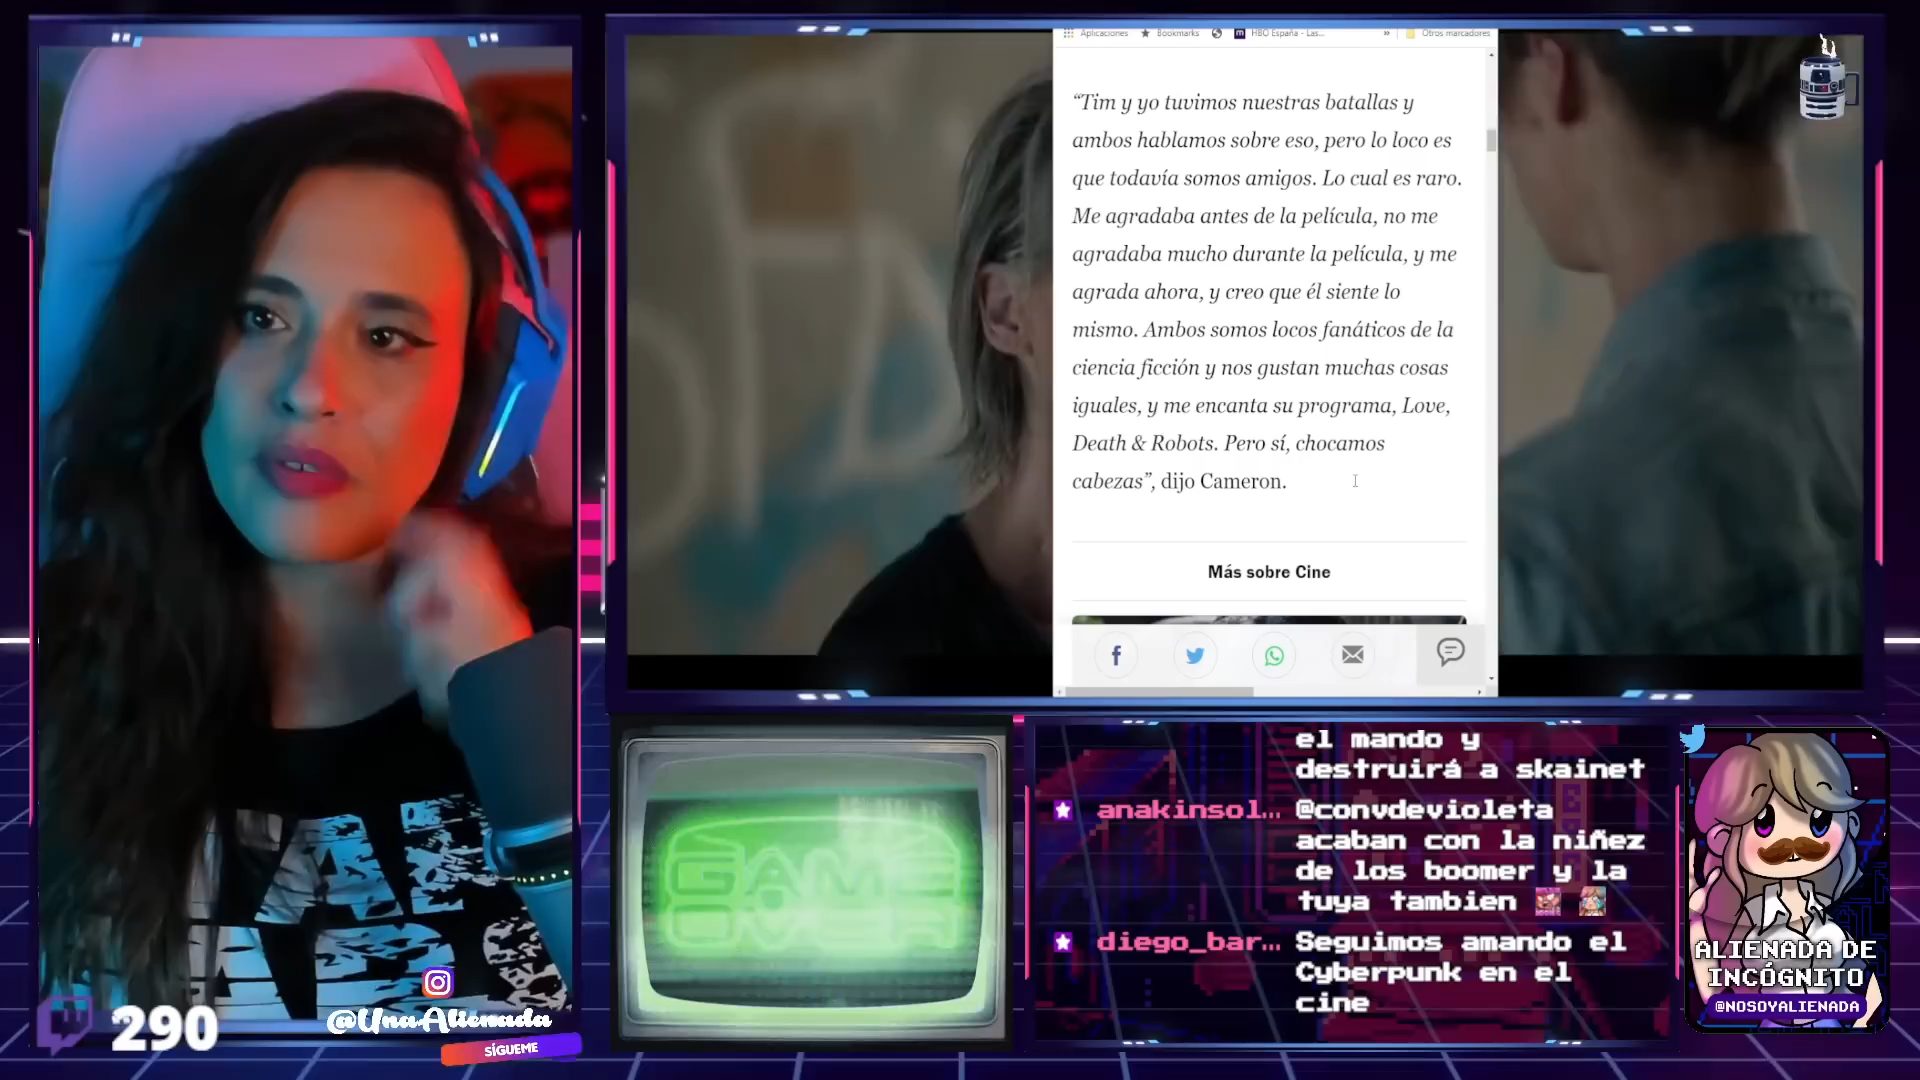 Aplicaciones
Bookmarks
HBO España - Las...
»
Otros marcadores
“Tim y yo tuvimos nuestras batallas y
ambos hablamos sobre eso, pero lo loco es
que todavía somos amigos. Lo cual es raro.
Me agradaba antes de la película, no me
agradaba mucho durante la película, y me
agrada ahora, y creo que él siente lo
mismo. Ambos somos locos fanáticos de la
ciencia ficción y nos gustan muchas cosas
iguales, y me encanta su programa, Love,
Death & Robots. Pero sí, chocamos
cabezas”, dijo Cameron.
Más sobre Cine
GAME
OVER
el mando y
destruirá a skainet
anakinsol... @convdevioleta
acaban con la niñez
de los boomer y la
tuya tambien
diego_bar... Seguimos amando el
Cyberpunk en el
cine
ALIENADA DE
INCÓGNITO
@NOSOYALIENADA
290
@UnaAlienada
SÍGUEME